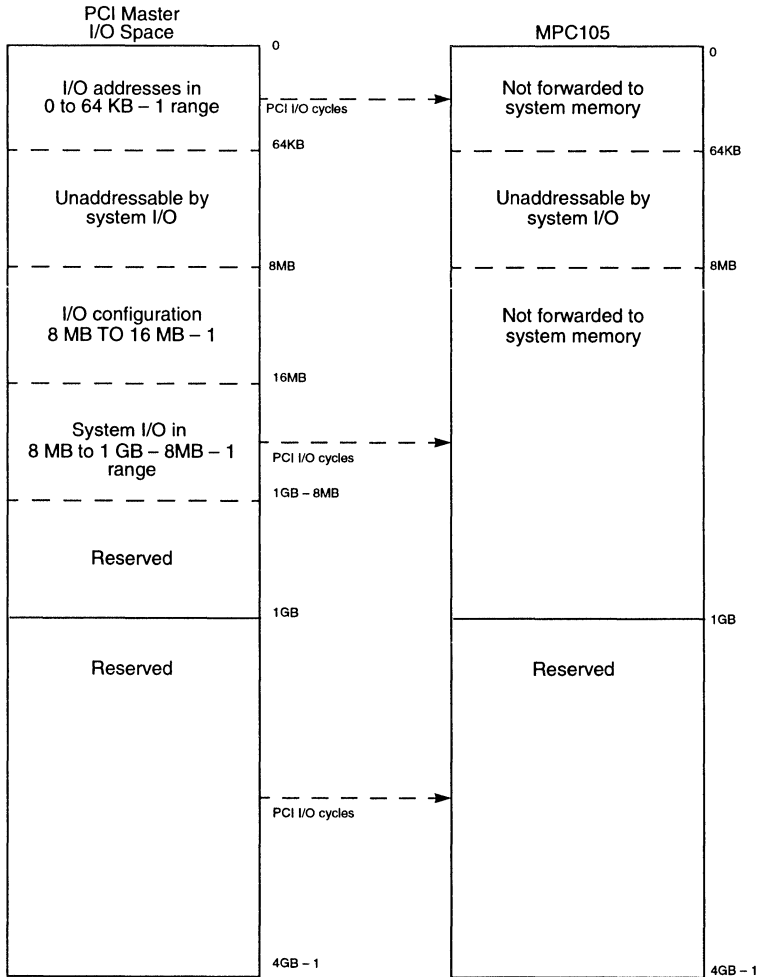 PCI Master
I/O Space
0
I/O addresses in
0 to 64 KB – 1 range
PCI I/O cycles
64KB
Unaddressable by
system I/O
8MB
I/O configuration
8 MB TO 16 MB – 1
16MB
System I/O in
8 MB to 1 GB – 8MB – 1
range
PCI I/O cycles
1GB – 8MB
Reserved
1GB
Reserved
PCI I/O cycles
4GB – 1
MPC105
0
Not forwarded to
system memory
64KB
Unaddressable by
system I/O
8MB
Not forwarded to
system memory
1GB
Reserved
4GB – 1